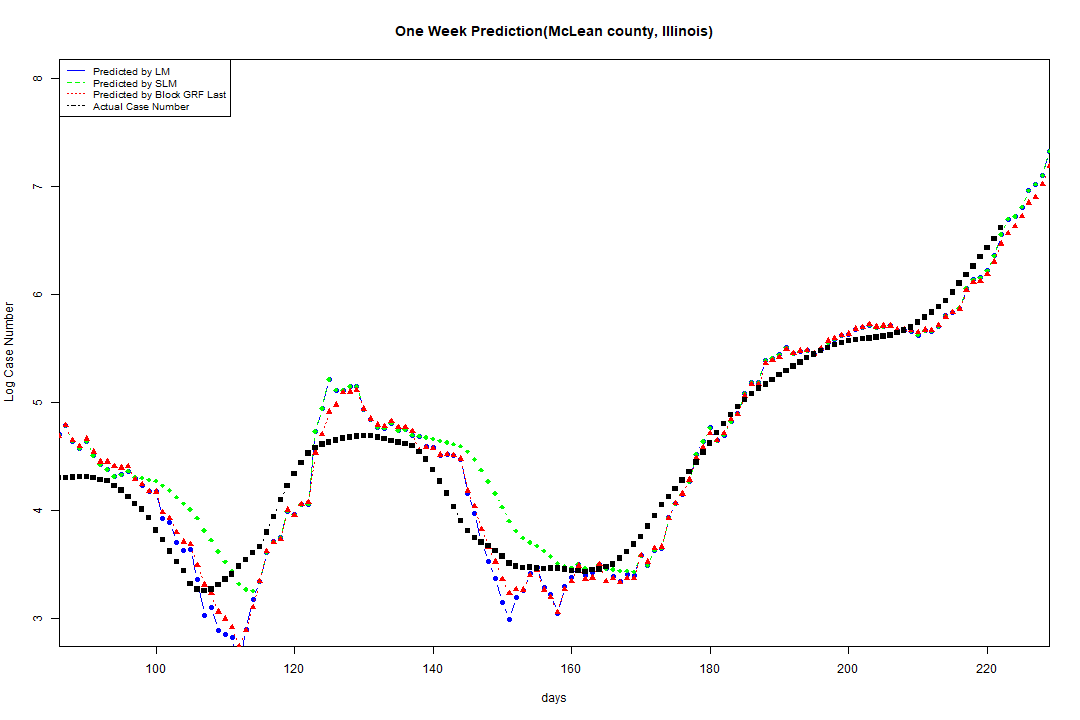 One Week Prediction(McLean county, Illinois)
Predicted by LM
Predicted by SLM
Predicted by Block GRF Last
Actual Case Number
8
7
6
5
4
3
Log Case Number
100 120 140 160 180 200 220
days